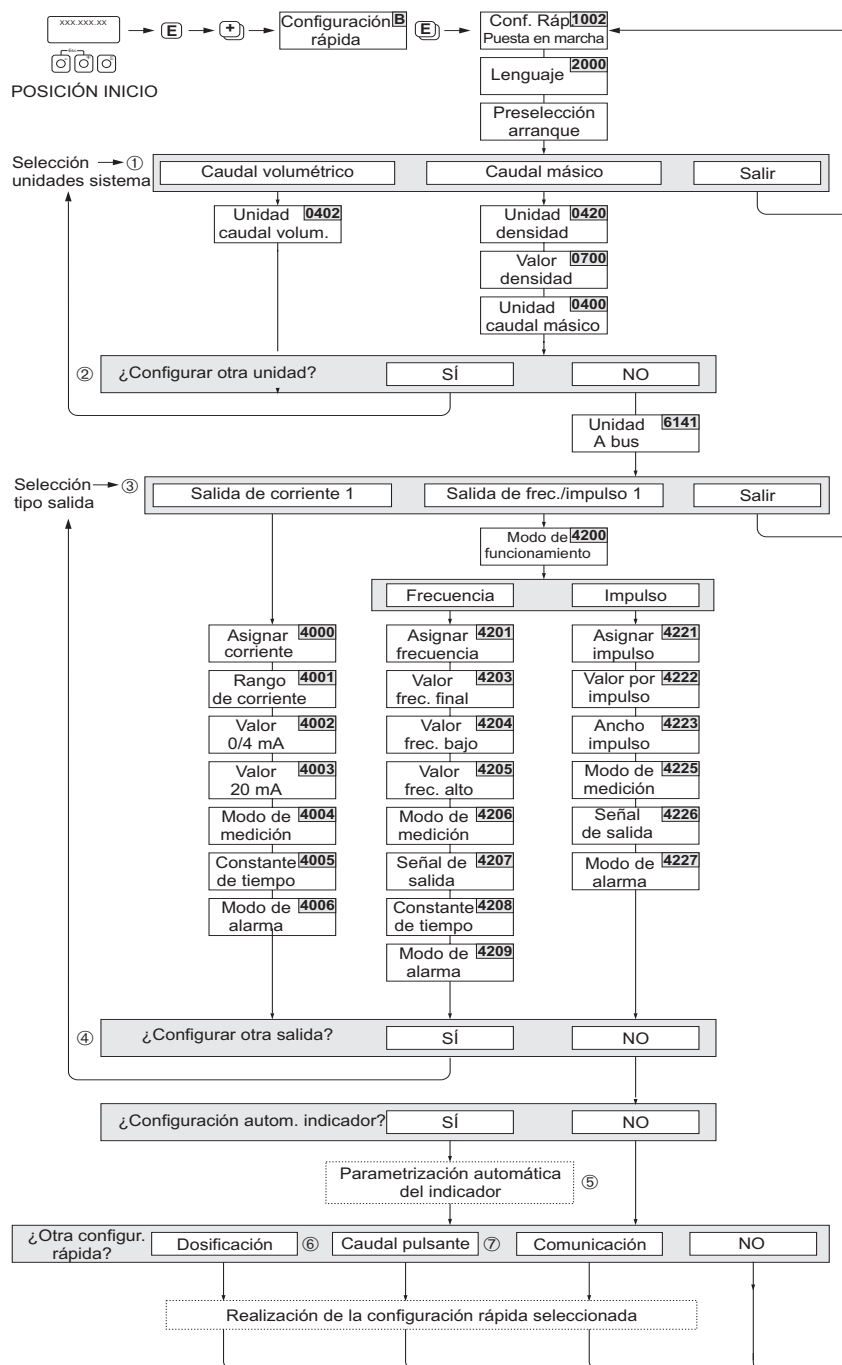 xxx.xxx.xx
Esc
E
+
Configuración B
rápida
E
Conf. Ráp. 1002
Puesta en marcha
POSICIÓN INICIO
Lenguaje 2000
Preselección
arranque
Selección
unidades sistema
①
Caudal volumétrico
Caudal másico
Salir
Unidad 0402
caudal volum.
Unidad 0420
densidad
Valor 0700
densidad
Unidad 0400
caudal másico
②
¿Configurar otra unidad?
SÍ
NO
Unidad 6141
A bus
Selección
tipo salida
③
Salida de corriente 1
Salida de frec./impulso 1
Salir
Modo de 4200
funcionamiento
Frecuencia
Impulso
Asignar 4000
corriente
Rango 4001
de corriente
Valor 4002
0/4 mA
Valor 4003
20 mA
Modo de 4004
medición
Constante 4005
de tiempo
Modo de 4006
alarma
Asignar 4201
frecuencia
Valor 4203
frec. final
Valor 4204
frec. bajo
Valor 4205
frec. alto
Modo de 4206
medición
Señal de 4207
salida
Constante 4208
de tiempo
Modo de 4209
alarma
Asignar 4221
impulso
Valor por 4222
impulso
Ancho 4223
impulso
Modo de 4225
medición
Señal 4226
de salida
Modo de 4227
alarma
④
¿Configurar otra salida?
SÍ
NO
¿Configuración autom. indicador?
SÍ
NO
Parametrización automática
del indicador
⑤
¿Otra configur.
rápida?
Dosificación
⑥
Caudal pulsante
⑦
Comunicación
NO
Realización de la configuración rápida seleccionada